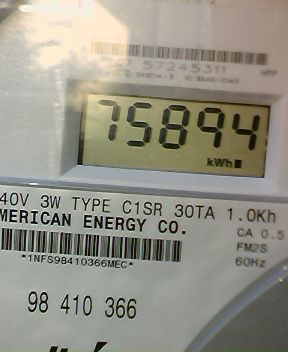 57245311
75894
kWh
40V 3W TYPE C1SR 30TA 1.0Kh
MERICAN ENERGY CO.
CA 0.5
FM2S
*1NFS98410366MEC*
60Hz
98 410 366